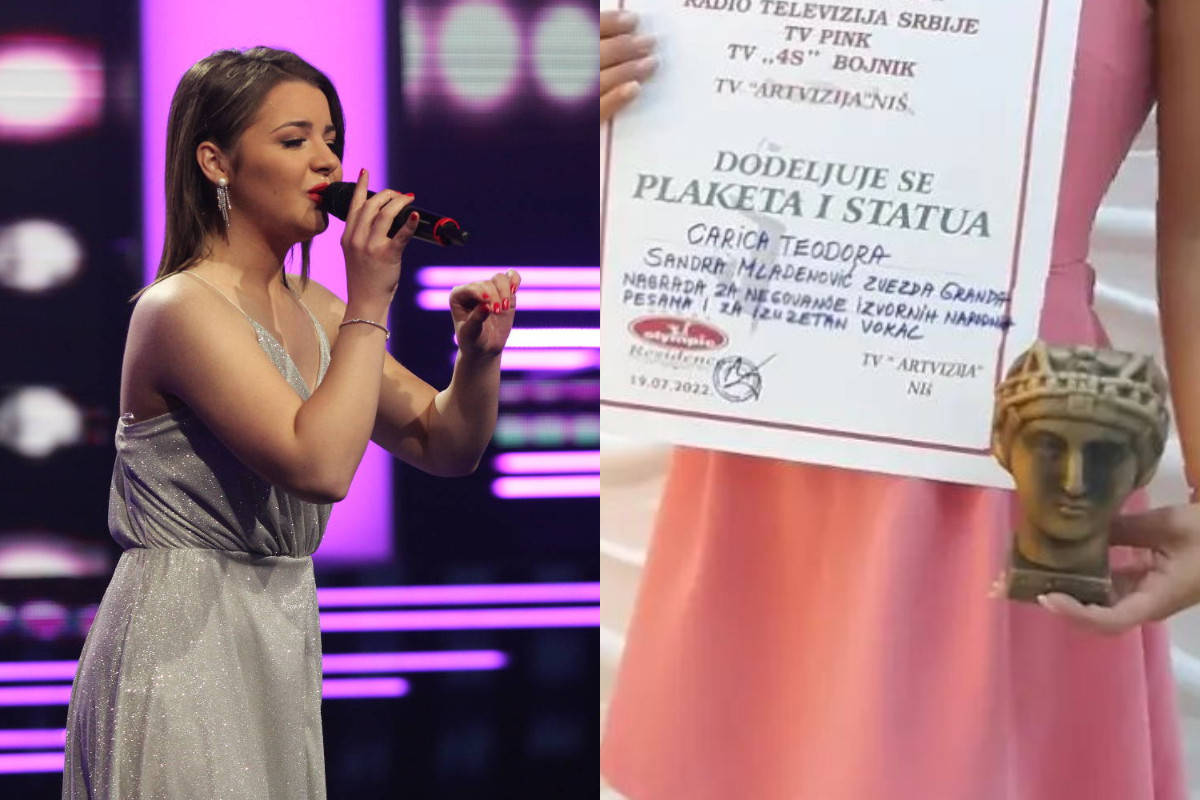 RADIO TELEVIZIJA SRBIJE
TV PINK
TV „4S” BOJNIK
TV "ARTVIZIJA" NIŠ
DODELJUJE SE
PLAKETA I STATUA
CARICA TEODORA
SANDRA MLADENOVIĆ ZVEZDA GRANDA
NAGRADA ZA NEGOVANJE IZVORNIH NARODNIH
PESAMA I ZA IZUZETAN VOKAL
olympic
Residence
19.07.2022.
TV " ARTVIZIJA"
NIŠ